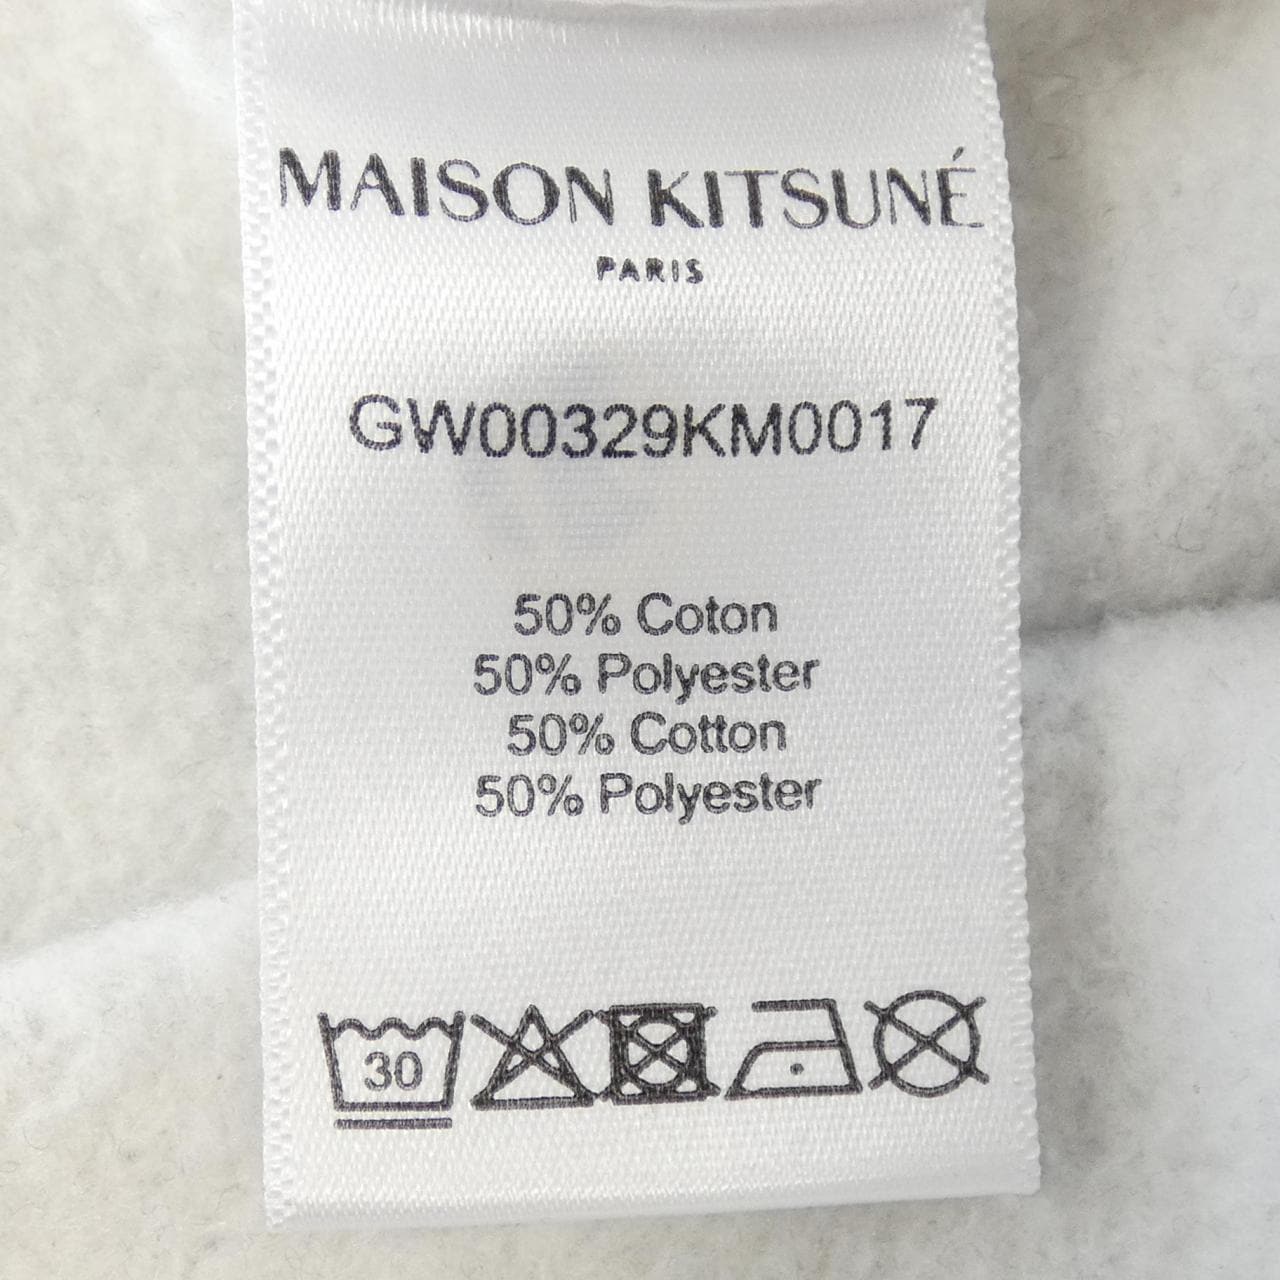 MAISON KITSUNÉ
PARIS
GW00329KM0017
50% Coton
50% Polyester
50% Cotton
50% Polyester
30